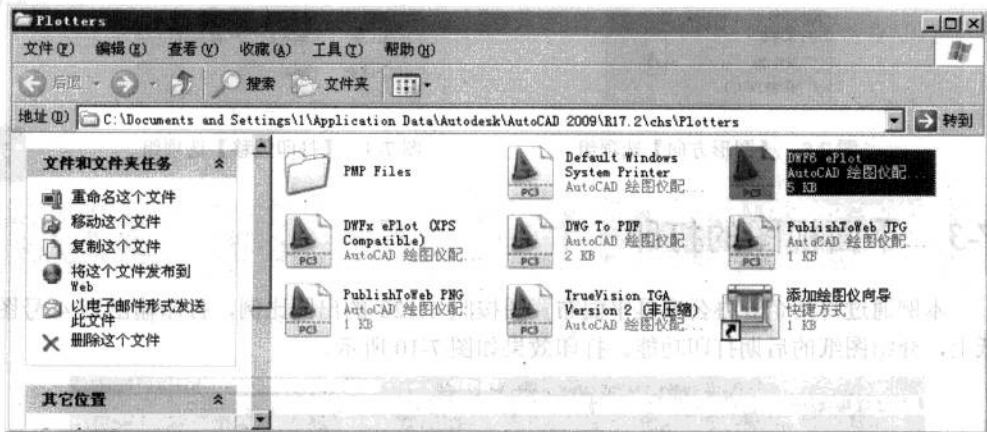 Plotters
文件(F) 编辑(E) 查看(V) 收藏(A) 工具(T) 帮助(H)
后退 搜索 文件夹
地址(D) C:\Documents and Settings\1\Application Data\Autodesk\AutoCAD 2009\R17.2\chs\Plotters 转到
文件和文件夹任务
重命名这个文件
移动这个文件
复制这个文件
将这个文件发布到
Web
以电子邮件形式发送
此文件
删除这个文件
其它位置
PMP Files
PC3
Default Windows
System Printer
AutoCAD 绘图仪配...
PC3
DWF6 ePlot
AutoCAD 绘图仪配...
5 KB
PC3
DWFx ePlot (XPS
Compatible)
AutoCAD 绘图仪配...
PC3
DWG To PDF
AutoCAD 绘图仪配...
2 KB
PC3
PublishToWeb JPG
AutoCAD 绘图仪配...
1 KB
PC3
PublishToWeb PNG
AutoCAD 绘图仪配...
1 KB
PC3
TrueVision TGA
Version 2 (非压缩)
AutoCAD 绘图仪配...
添加绘图仪向导
快捷方式
1 KB